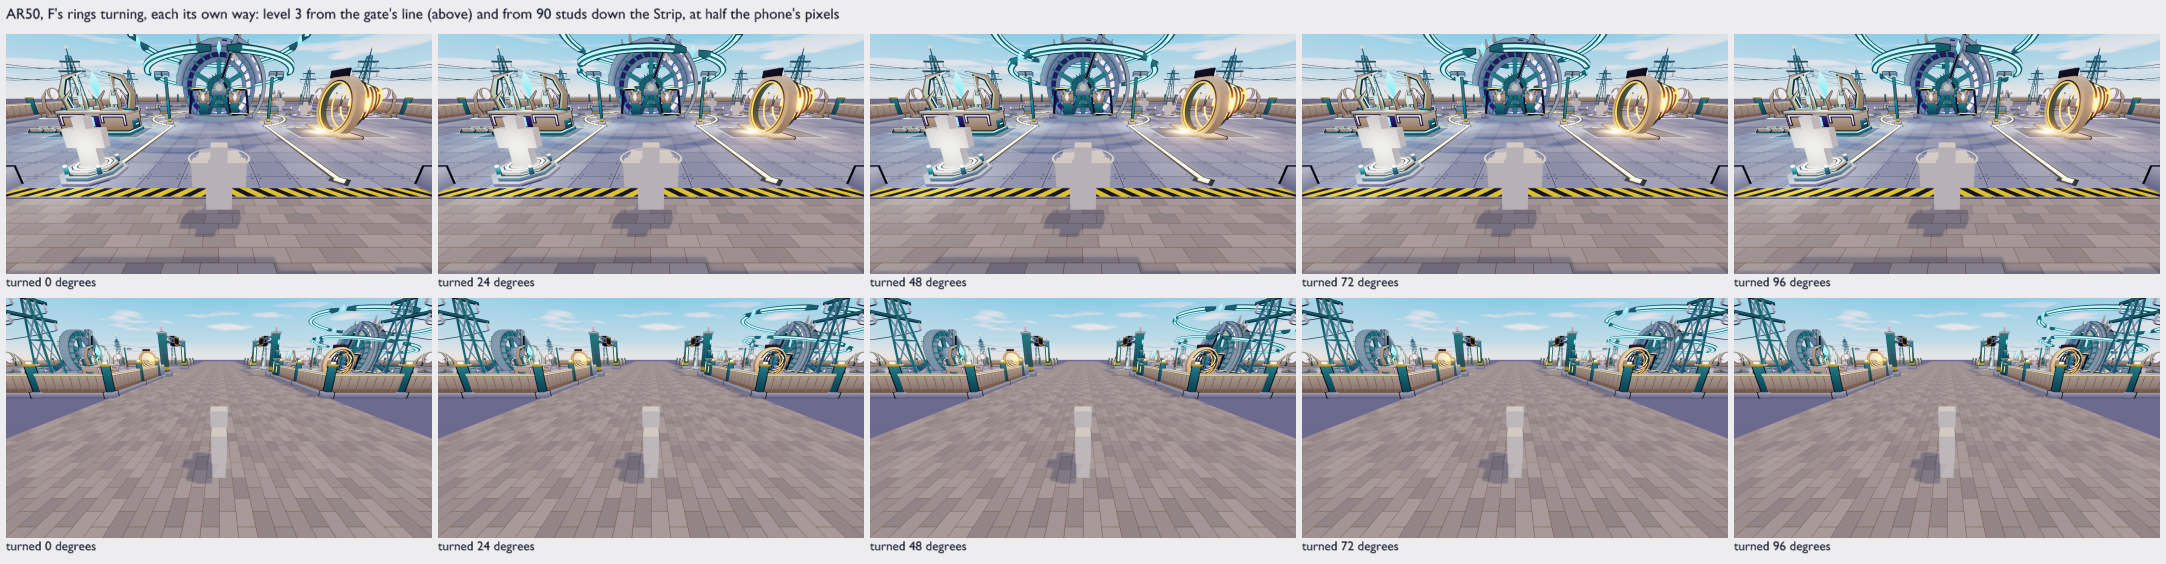 AR50, F's rings turning, each its own way: level 3 from the gate's line (above) and from 90 studs down the Strip, at half the phone's pixels
turned 0 degrees
turned 24 degrees
turned 48 degrees
turned 72 degrees
turned 96 degrees
turned 0 degrees
turned 24 degrees
turned 48 degrees
turned 72 degrees
turned 96 degrees